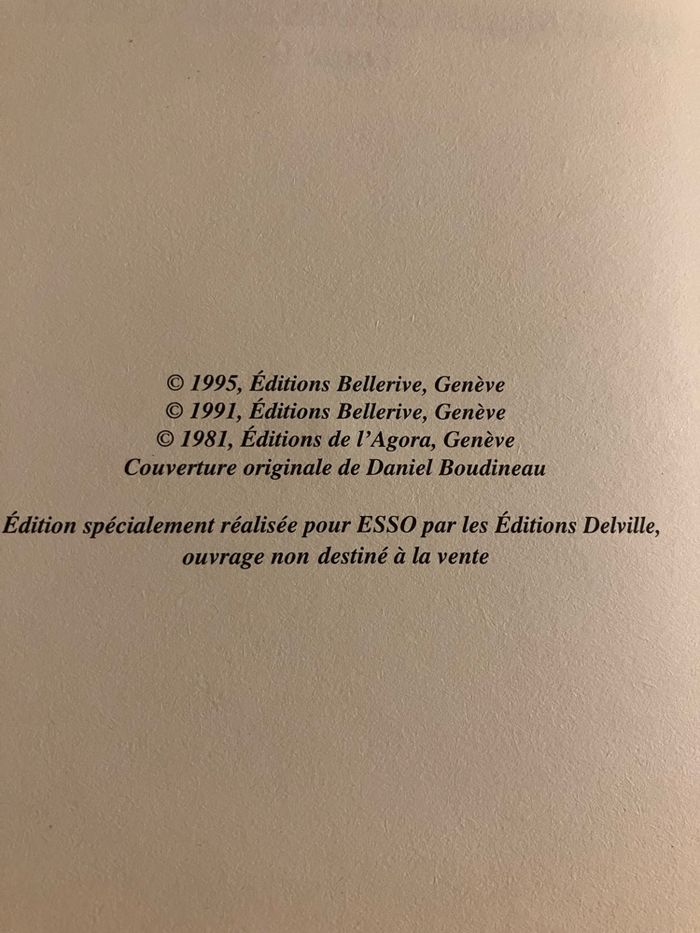 © 1995, Éditions Bellerive, Genève
© 1991, Éditions Bellerive, Genève
© 1981, Éditions de l'Agora, Genève
Couverture originale de Daniel Boudineau
Édition spécialement réalisée pour ESSO par les Éditions Delville,
ouvrage non destiné à la vente